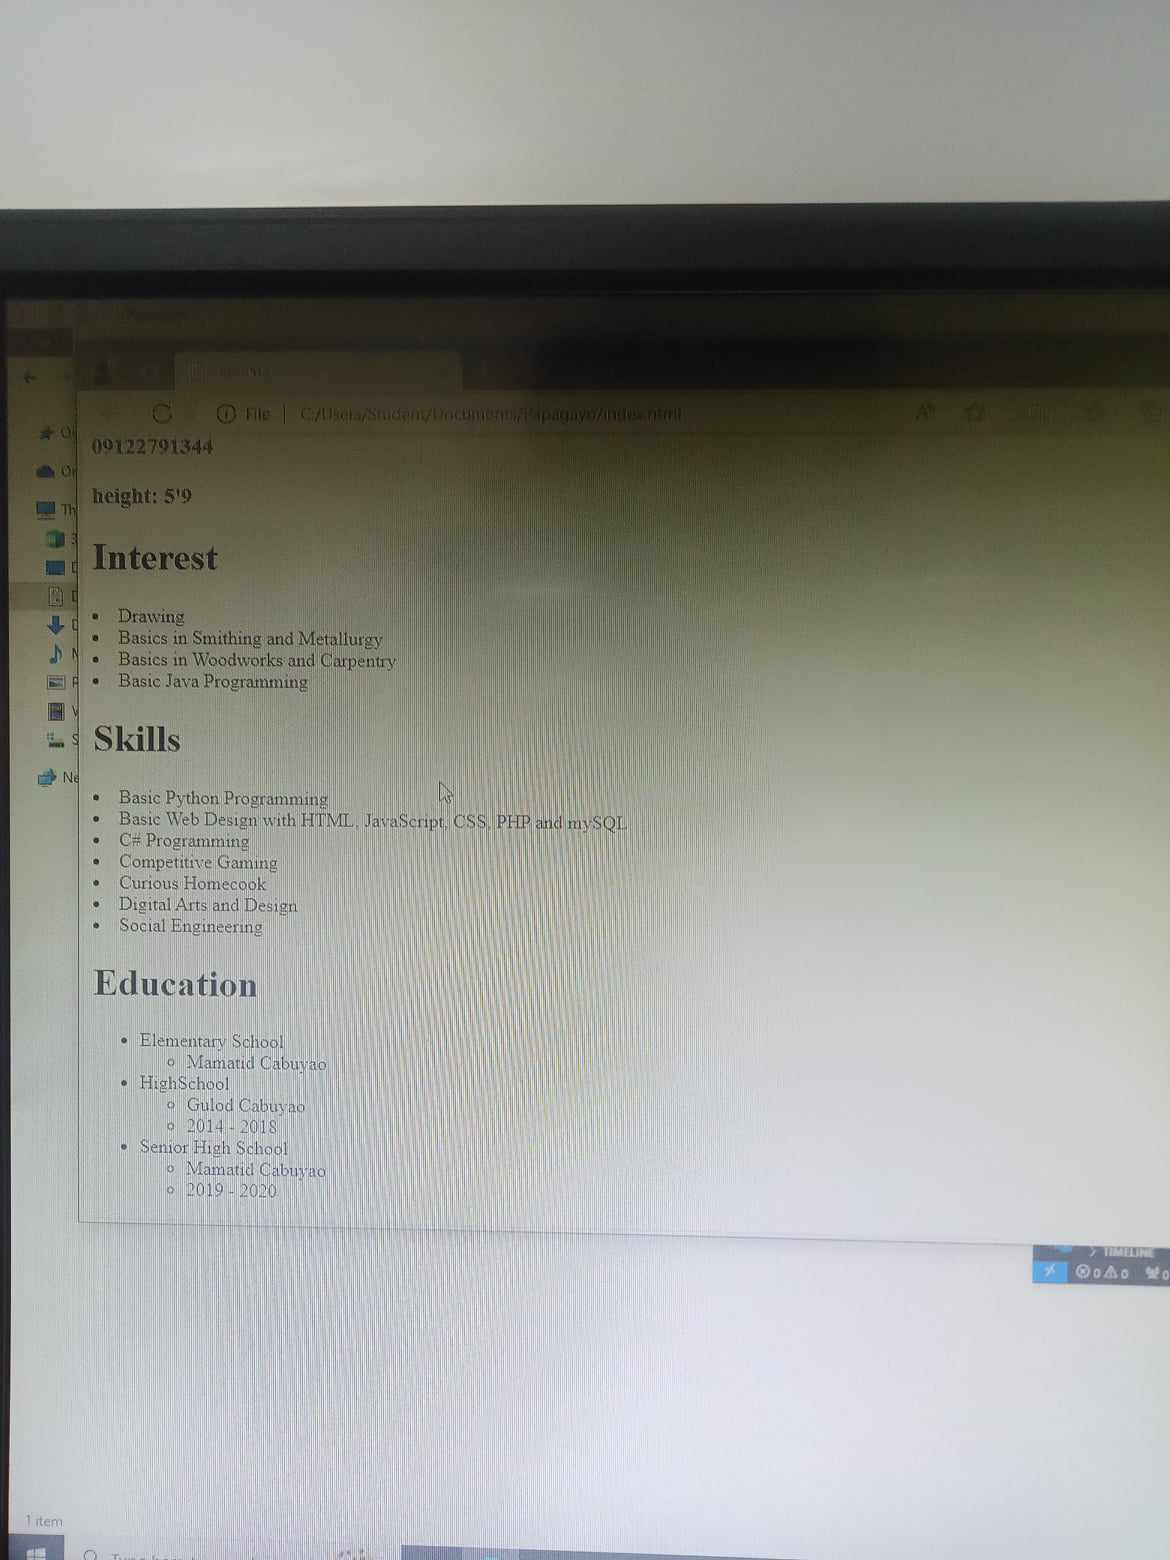 File | C:/Users/Student/Documents/Papagayo/index.html
09122791344
height: 5'9
Interest
• Drawing
• Basics in Smithing and Metallurgy
• Basics in Woodworks and Carpentry
• Basic Java Programming
Skills
• Basic Python Programming
• Basic Web Design with HTML, JavaScript, CSS, PHP and mySQL
• C# Programming
• Competitive Gaming
• Curious Homecook
• Digital Arts and Design
• Social Engineering
Education
• Elementary School
○ Mamatid Cabuyao
• HighSchool
○ Gulod Cabuyao
○ 2014 - 2018
• Senior High School
○ Mamatid Cabuyao
○ 2019 - 2020
Th
Ne
> TIMELINE
0 0 0
1 item